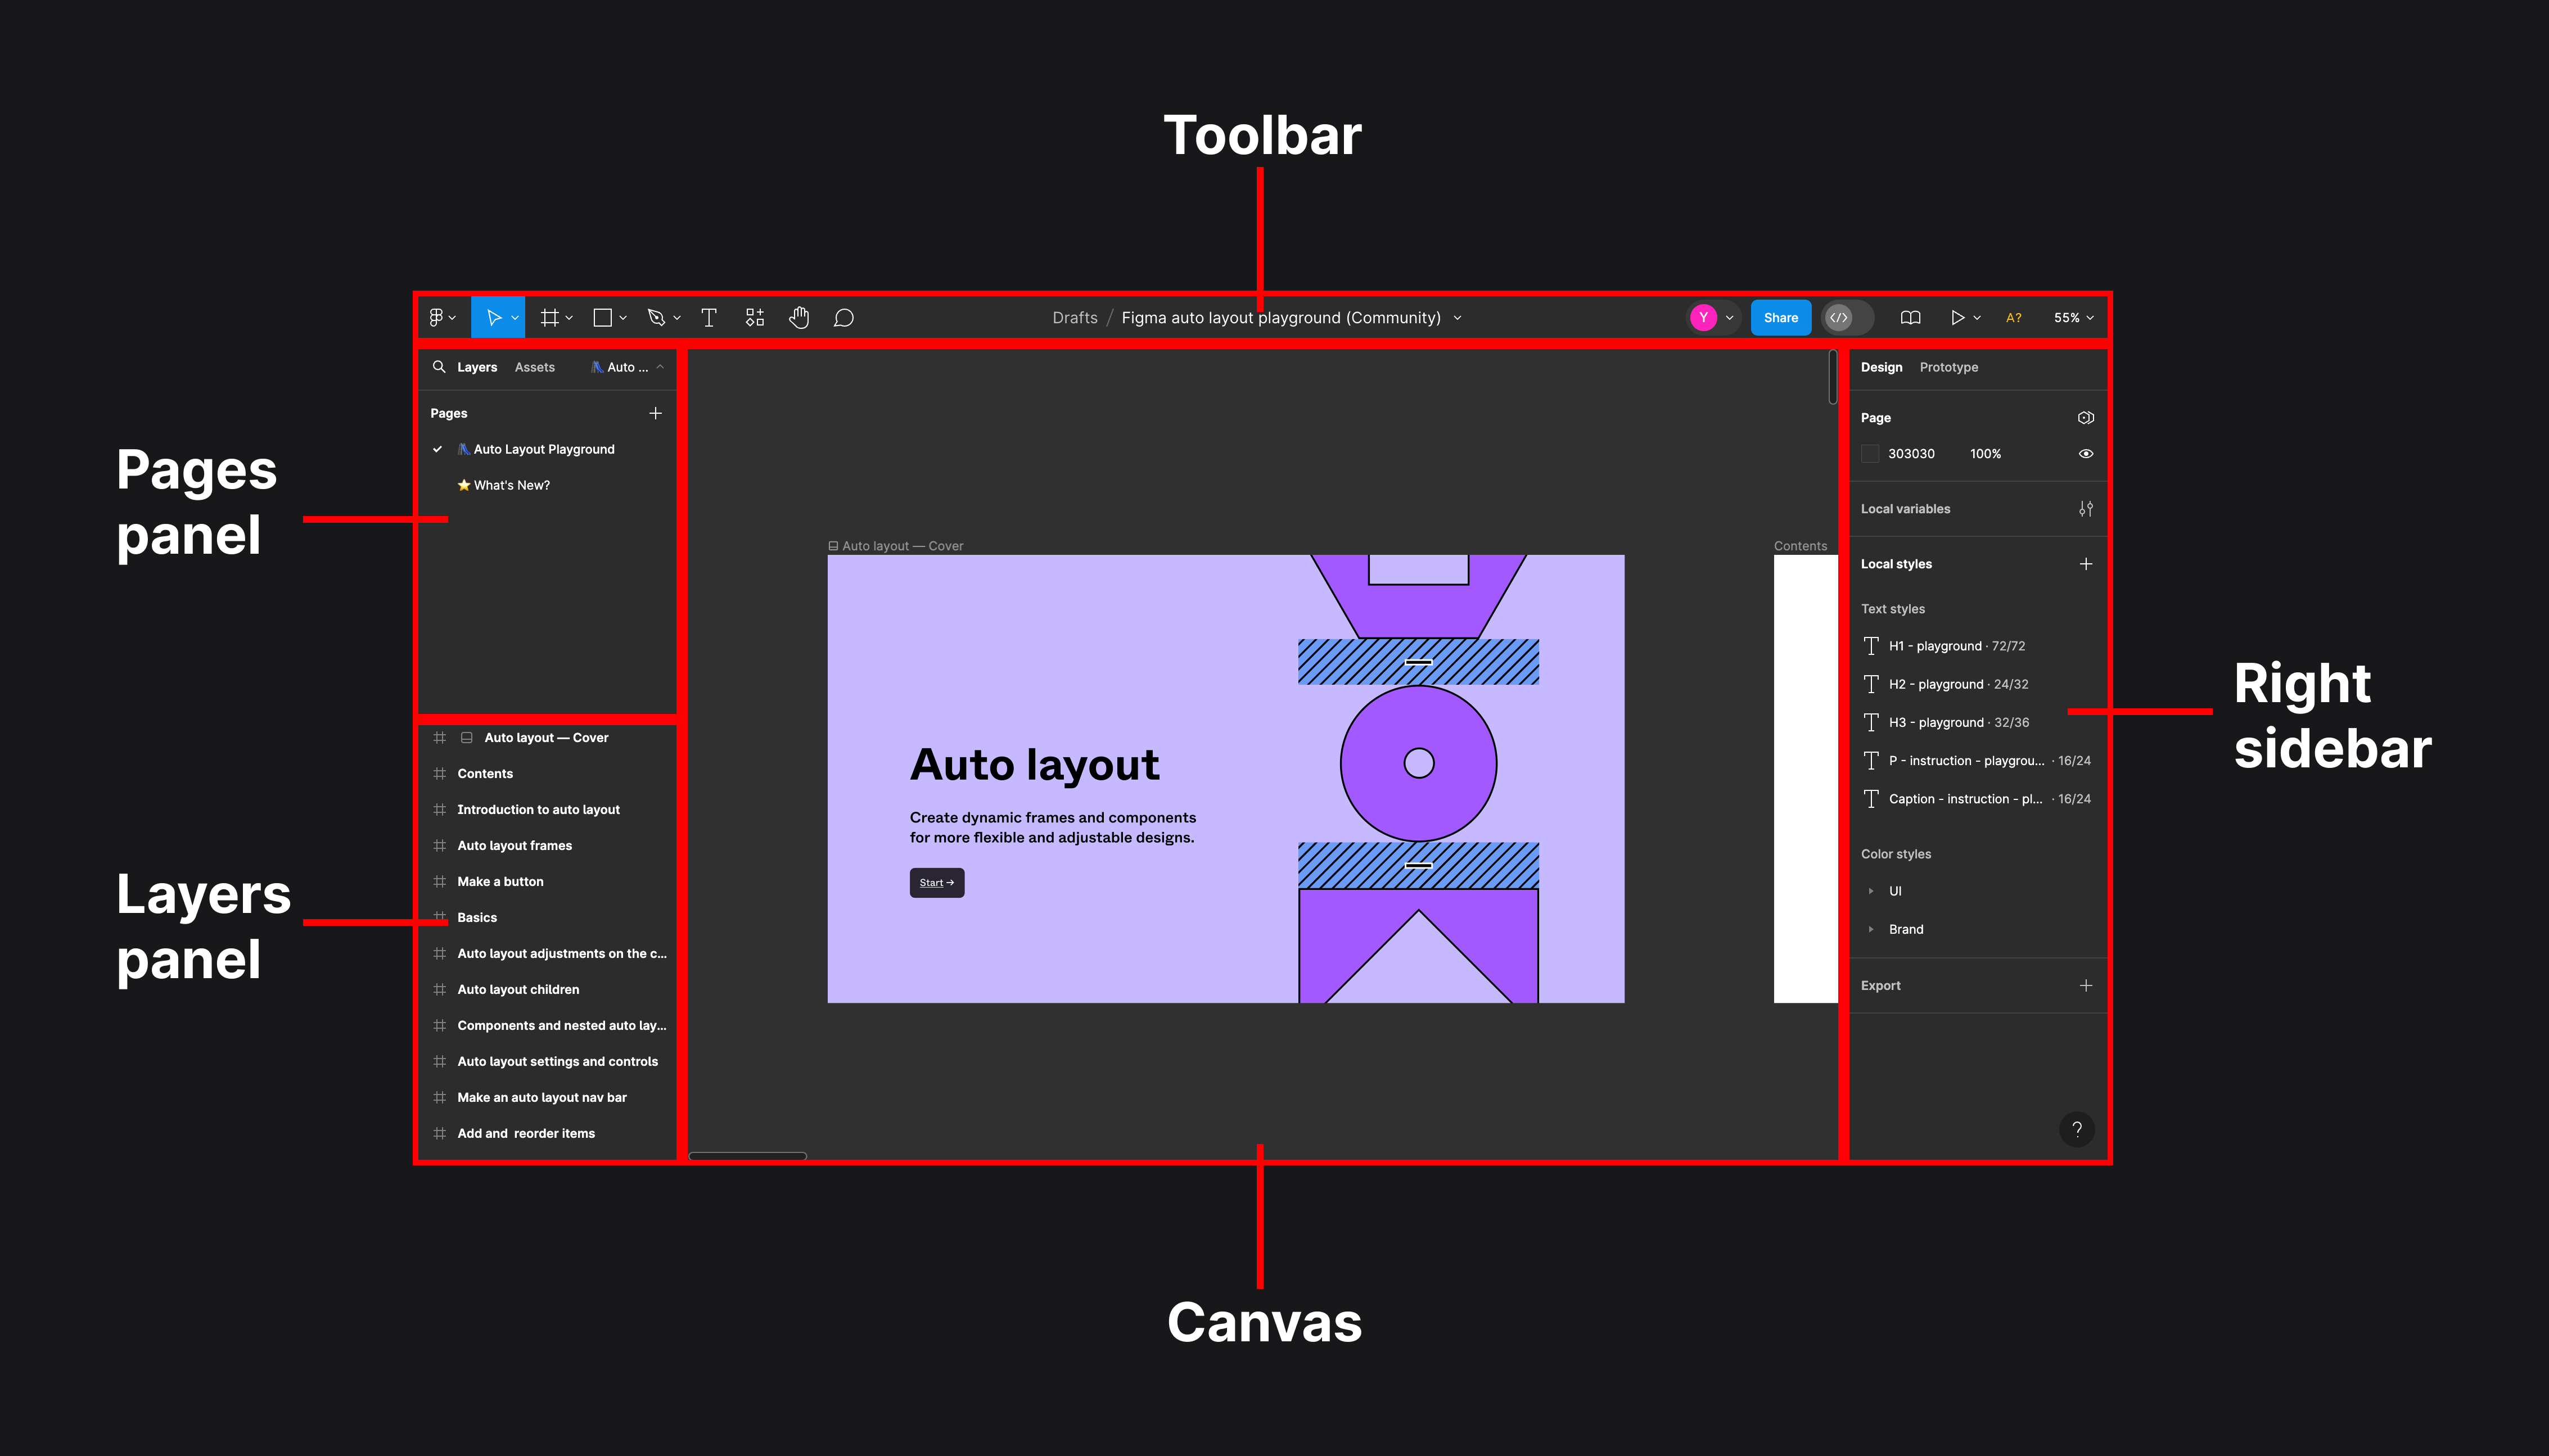 Toolbar
Drafts / Figma auto layout playground (Community)
Y
Share
A?
55%
Layers
Assets
Auto ...
Pages
Auto Layout Playground
What's New?
Pages
panel
Auto layout — Cover
Contents
Introduction to auto layout
Auto layout frames
Make a button
Basics
Auto layout adjustments on the c...
Auto layout children
Components and nested auto lay...
Auto layout settings and controls
Make an auto layout nav bar
Add and  reorder items
Layers
panel
Auto layout — Cover
Contents
Auto layout
Create dynamic frames and components
for more flexible and adjustable designs.
Start →
Design
Prototype
Page
303030
100%
Local variables
Local styles
Text styles
H1 - playground · 72/72
H2 - playground · 24/32
H3 - playground · 32/36
P - instruction - playgrou... · 16/24
Caption - instruction - pl... · 16/24
Color styles
UI
Brand
Export
?
Right
sidebar
Canvas